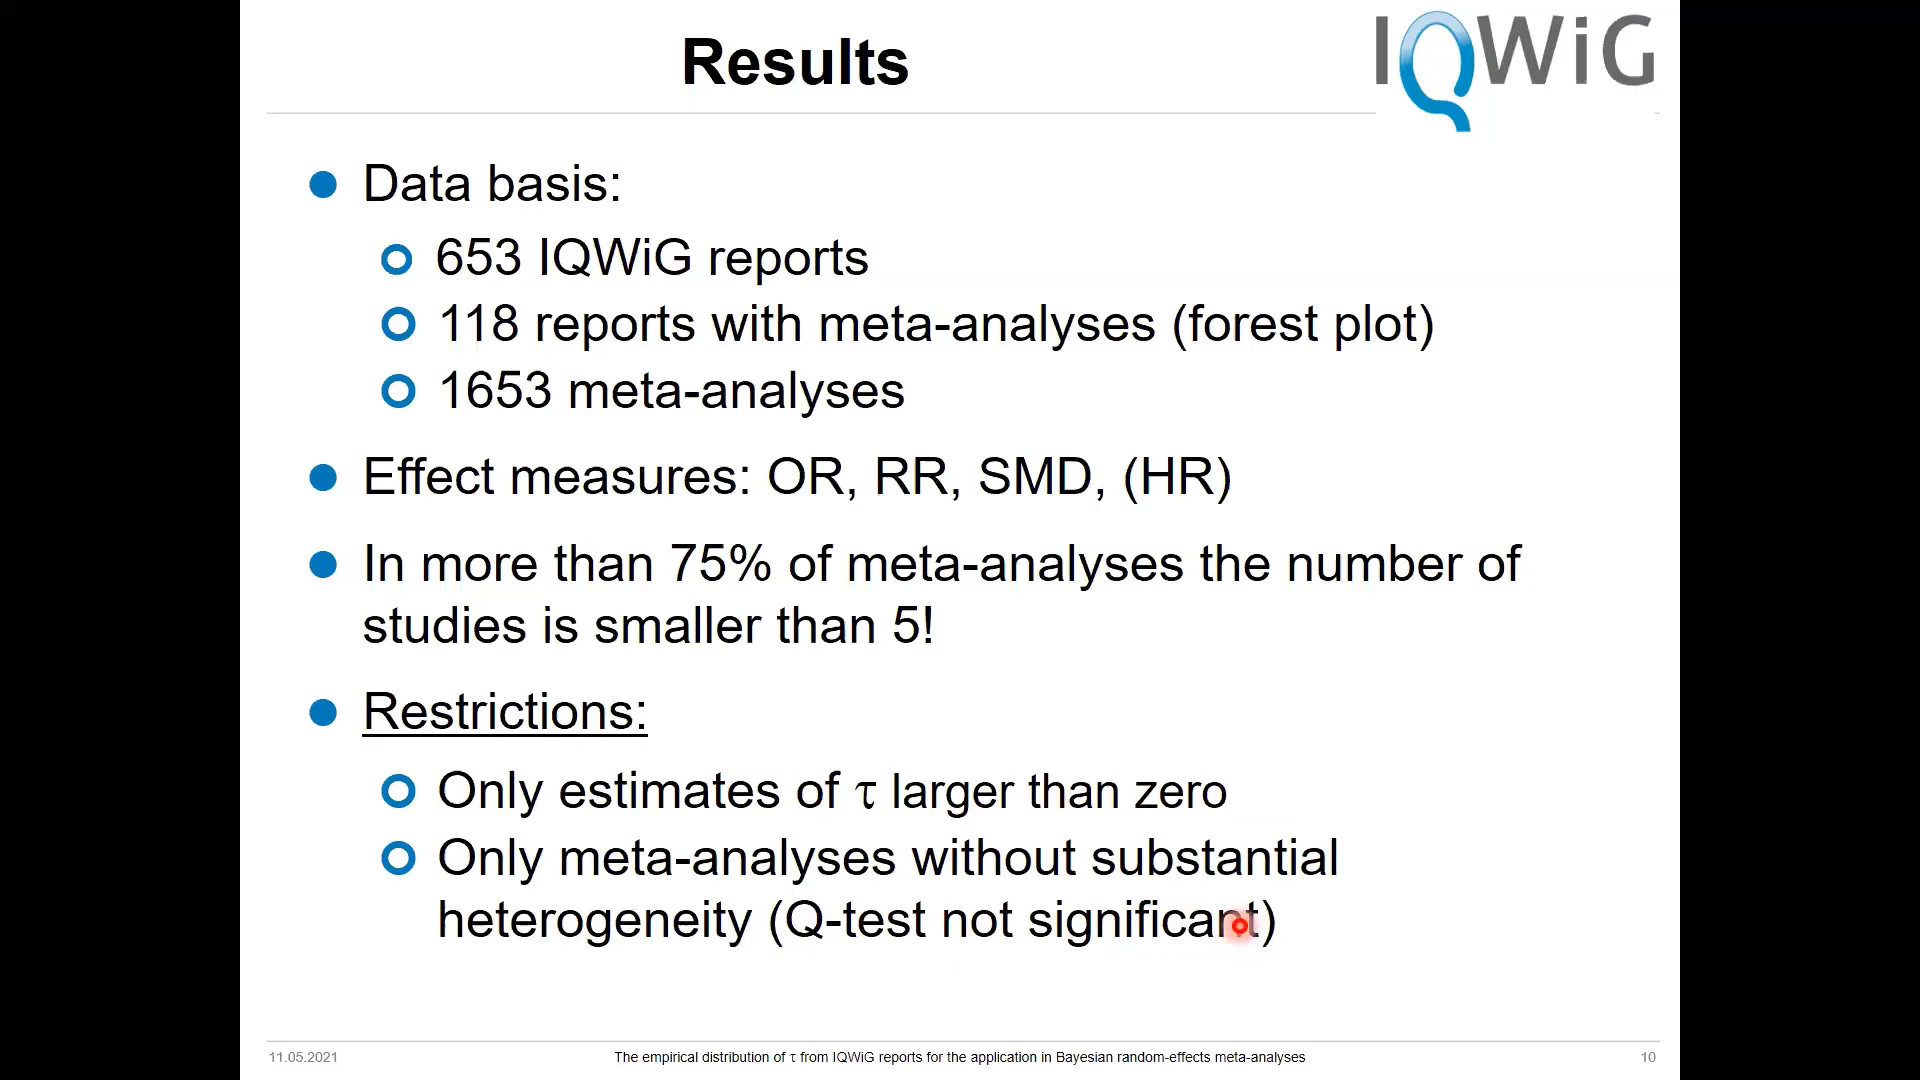 Results
IQWiG
Data basis:
653 IQWiG reports
118 reports with meta-analyses (forest plot)
1653 meta-analyses
Effect measures: OR, RR, SMD, (HR)
In more than 75% of meta-analyses the number of
studies is smaller than 5!
Restrictions:
Only estimates of τ larger than zero
Only meta-analyses without substantial
heterogeneity (Q-test not significant)
11.05.2021
The empirical distribution of τ from IQWiG reports for the application in Bayesian random-effects meta-analyses
10